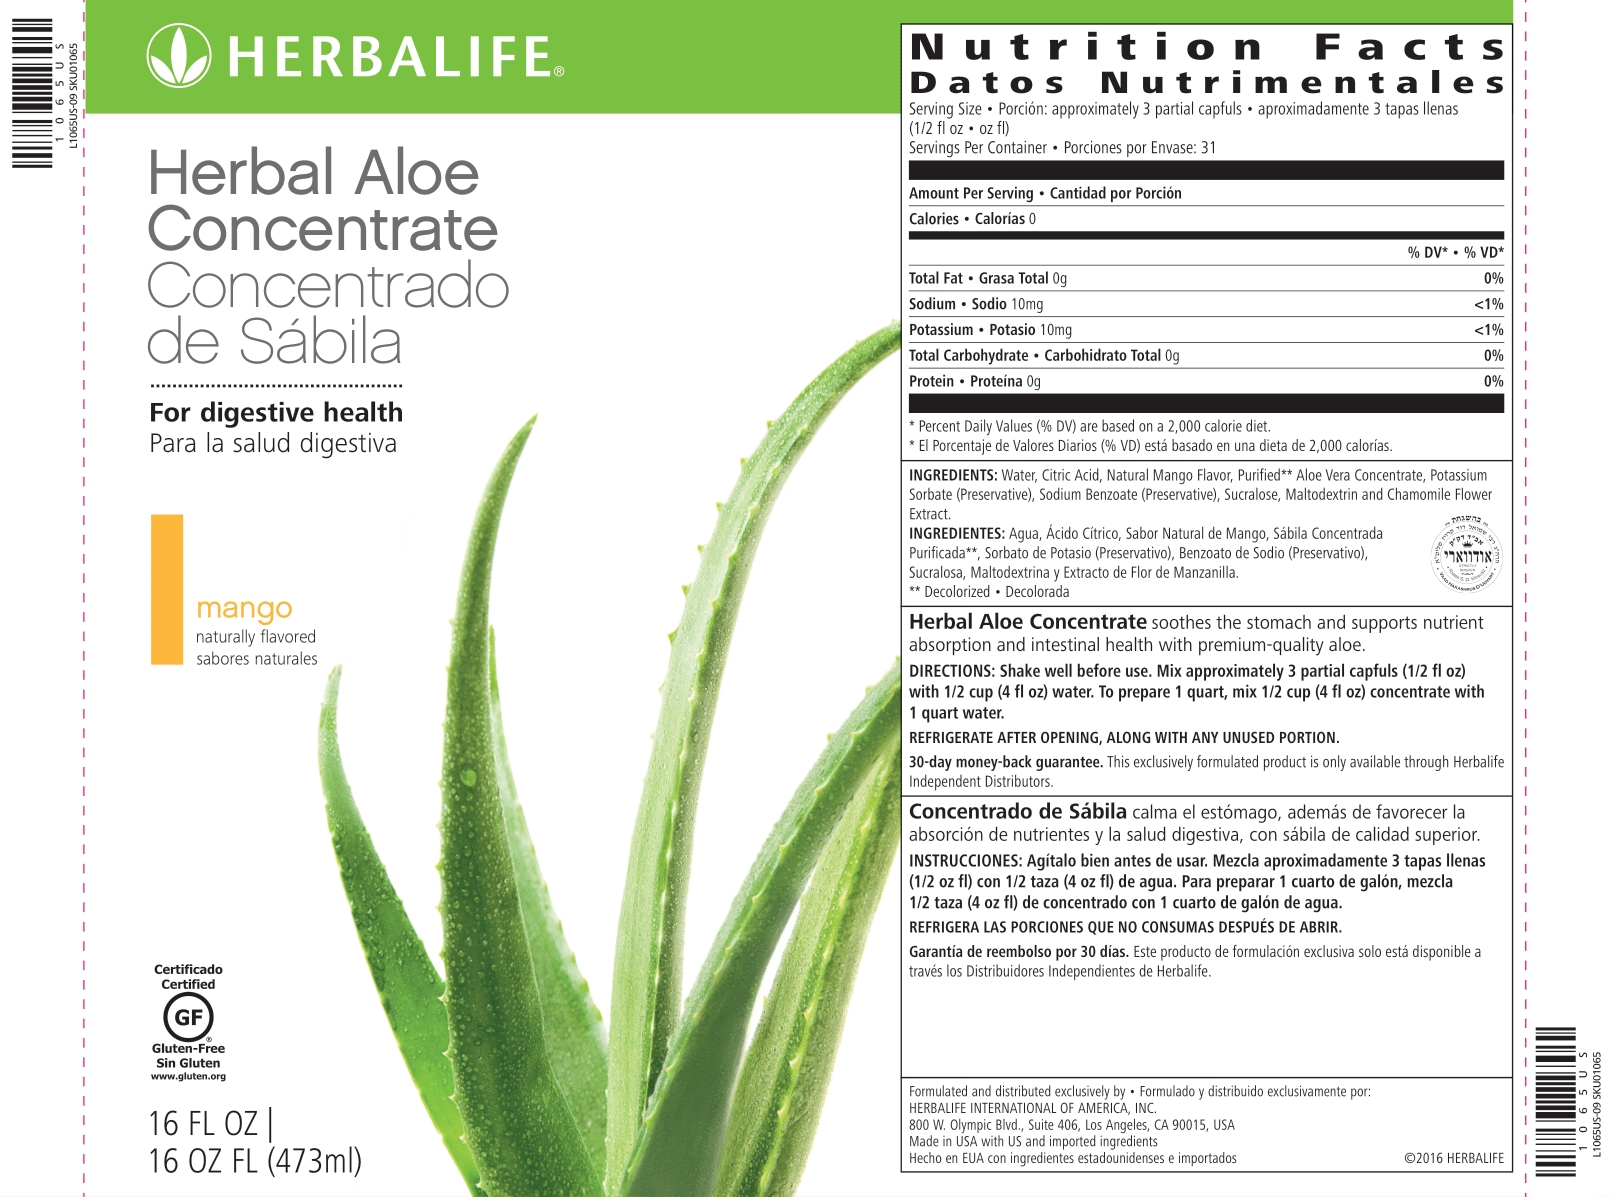 1065US
L1065US-09 SKU01065
HERBALIFE®
Herbal Aloe
Concentrate
Concentrado
de Sábila
For digestive health
Para la salud digestiva
mango
naturally flavored
sabores naturales
Certificado
Certified
GF®
Gluten-Free
Sin Gluten
www.gluten.org
16 FL OZ |
16 OZ FL (473ml)
Nutrition Facts
Datos Nutrimentales
Serving Size • Porción: approximately 3 partial capfuls • aproximadamente 3 tapas llenas
(1/2 fl oz • oz fl)
Servings Per Container • Porciones por Envase: 31
Amount Per Serving • Cantidad por Porción
Calories • Calorías 0
% DV* • % VD*
Total Fat • Grasa Total 0g 0%
Sodium • Sodio 10mg <1%
Potassium • Potasio 10mg <1%
Total Carbohydrate • Carbohidrato Total 0g 0%
Protein • Proteína 0g 0%
* Percent Daily Values (% DV) are based on a 2,000 calorie diet.
* El Porcentaje de Valores Diarios (% VD) está basado en una dieta de 2,000 calorías.
INGREDIENTS: Water, Citric Acid, Natural Mango Flavor, Purified** Aloe Vera Concentrate, Potassium
Sorbate (Preservative), Sodium Benzoate (Preservative), Sucralose, Maltodextrin and Chamomile Flower
Extract.
INGREDIENTES: Agua, Ácido Cítrico, Sabor Natural de Mango, Sábila Concentrada
Purificada**, Sorbato de Potasio (Preservativo), Benzoato de Sodio (Preservativo),
Sucralosa, Maltodextrina y Extracto de Flor de Manzanilla.
** Decolorized • Decolorada
בהשגחת
אב״ד דק״ק
אודווארי
STRICTLY
KOSHER
Herbal Aloe Concentrate soothes the stomach and supports nutrient
absorption and intestinal health with premium-quality aloe.
DIRECTIONS: Shake well before use. Mix approximately 3 partial capfuls (1/2 fl oz)
with 1/2 cup (4 fl oz) water. To prepare 1 quart, mix 1/2 cup (4 fl oz) concentrate with
1 quart water.
REFRIGERATE AFTER OPENING, ALONG WITH ANY UNUSED PORTION.
30-day money-back guarantee. This exclusively formulated product is only available through Herbalife
Independent Distributors.
Concentrado de Sábila calma el estómago, además de favorecer la
absorción de nutrientes y la salud digestiva, con sábila de calidad superior.
INSTRUCCIONES: Agítalo bien antes de usar. Mezcla aproximadamente 3 tapas llenas
(1/2 oz fl) con 1/2 taza (4 oz fl) de agua. Para preparar 1 cuarto de galón, mezcla
1/2 taza (4 oz fl) de concentrado con 1 cuarto de galón de agua.
REFRIGERA LAS PORCIONES QUE NO CONSUMAS DESPUÉS DE ABRIR.
Garantía de reembolso por 30 días. Este producto de formulación exclusiva solo está disponible a
través los Distribuidores Independientes de Herbalife.
Formulated and distributed exclusively by • Formulado y distribuido exclusivamente por:
HERBALIFE INTERNATIONAL OF AMERICA, INC.
800 W. Olympic Blvd., Suite 406, Los Angeles, CA 90015, USA
Made in USA with US and imported ingredients
Hecho en EUA con ingredientes estadounidenses e importados
©2016 HERBALIFE
1065US
L1065US-09 SKU01065